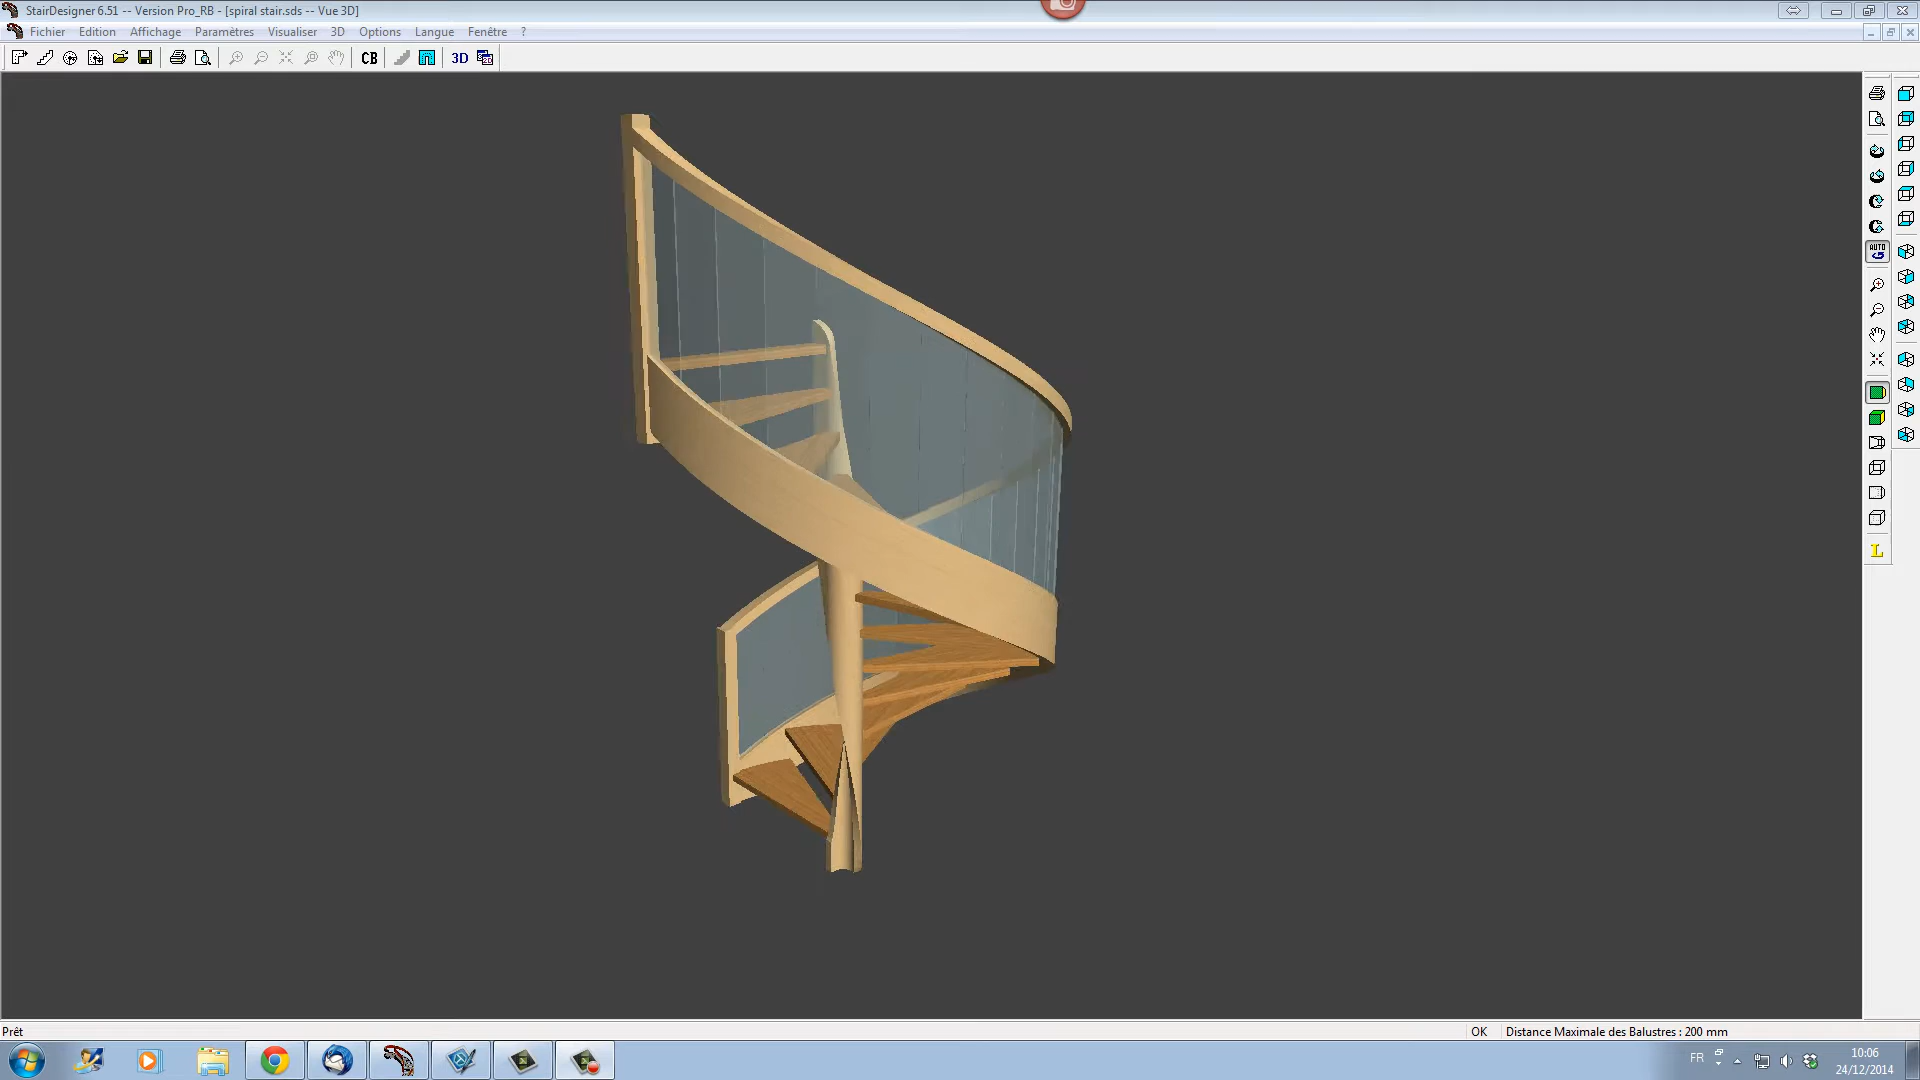 StairDesigner 6.51 -- Version Pro_RB - [spiral stair.sds -- Vue 3D]
Fichier Edition Affichage Paramètres Visualiser 3D Options Langue Fenêtre ?
CB 3D
AUTO
L
Prêt OK Distance Maximale des Balustres : 200 mm
FR 10:06
24/12/2014